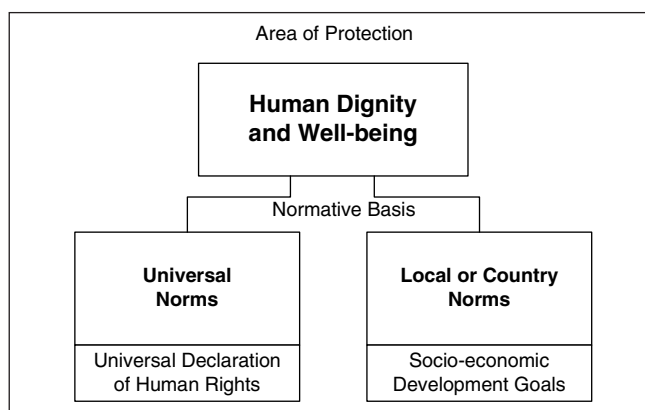 Area of Protection
Human Dignity
and Well-being
Normative Basis
Universal
Norms
Universal Declaration
of Human Rights
Local or Country
Norms
Socio-economic
Development Goals